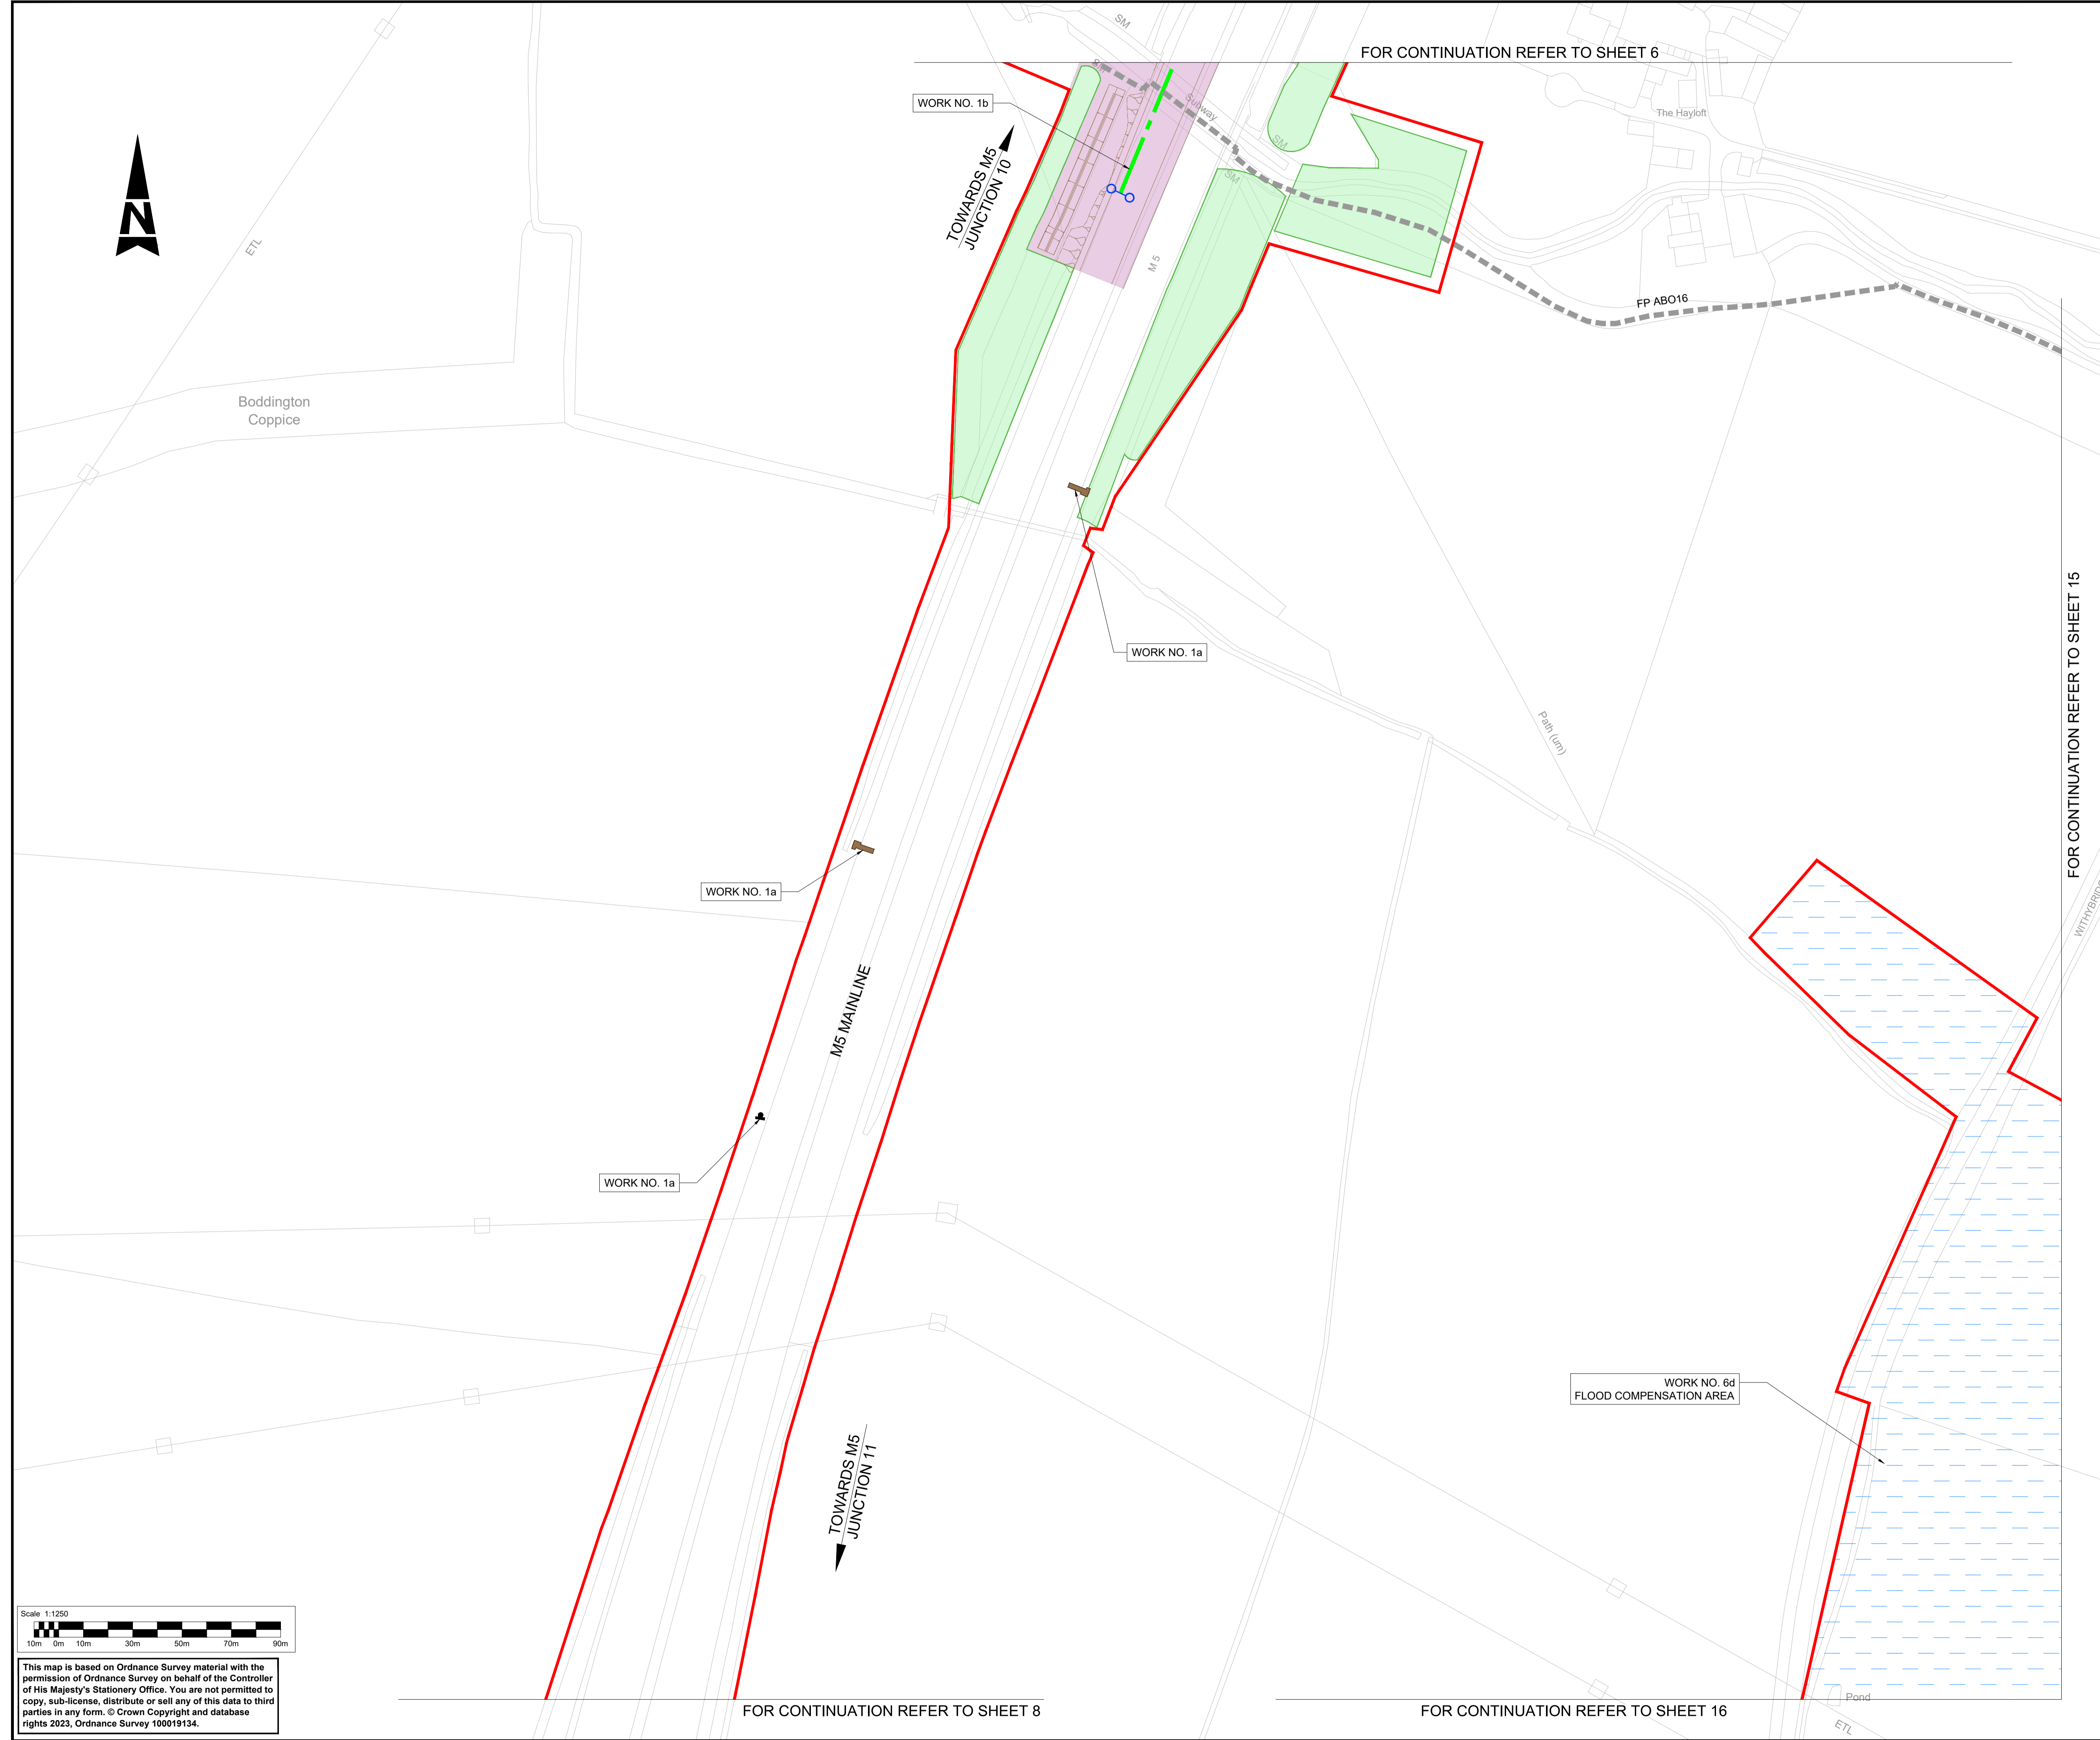 FOR CONTINUATION REFER TO SHEET 6
SM
SM
Subway
SM
SM
The Hayloft
WORK NO. 1b
TOWARDS M5
JUNCTION 10
N
ETL
M 5
FP ABO16
Boddington
Coppice
FOR CONTINUATION REFER TO SHEET 15
WORK NO. 1a
Path (um)
WORK NO. 1a
M5 MAINLINE
WORK NO. 1a
WORK NO. 6d
FLOOD COMPENSATION AREA
TOWARDS M5
JUNCTION 11
Scale 1:1250
10m 0m 10m 30m 50m 70m 90m
This map is based on Ordnance Survey material with the
permission of Ordnance Survey on behalf of the Controller
of His Majesty's Stationery Office. You are not permitted to
copy, sub-license, distribute or sell any of this data to third
parties in any form. © Crown Copyright and database
rights 2023, Ordnance Survey 100019134.
FOR CONTINUATION REFER TO SHEET 8
FOR CONTINUATION REFER TO SHEET 16
Pond
ETL